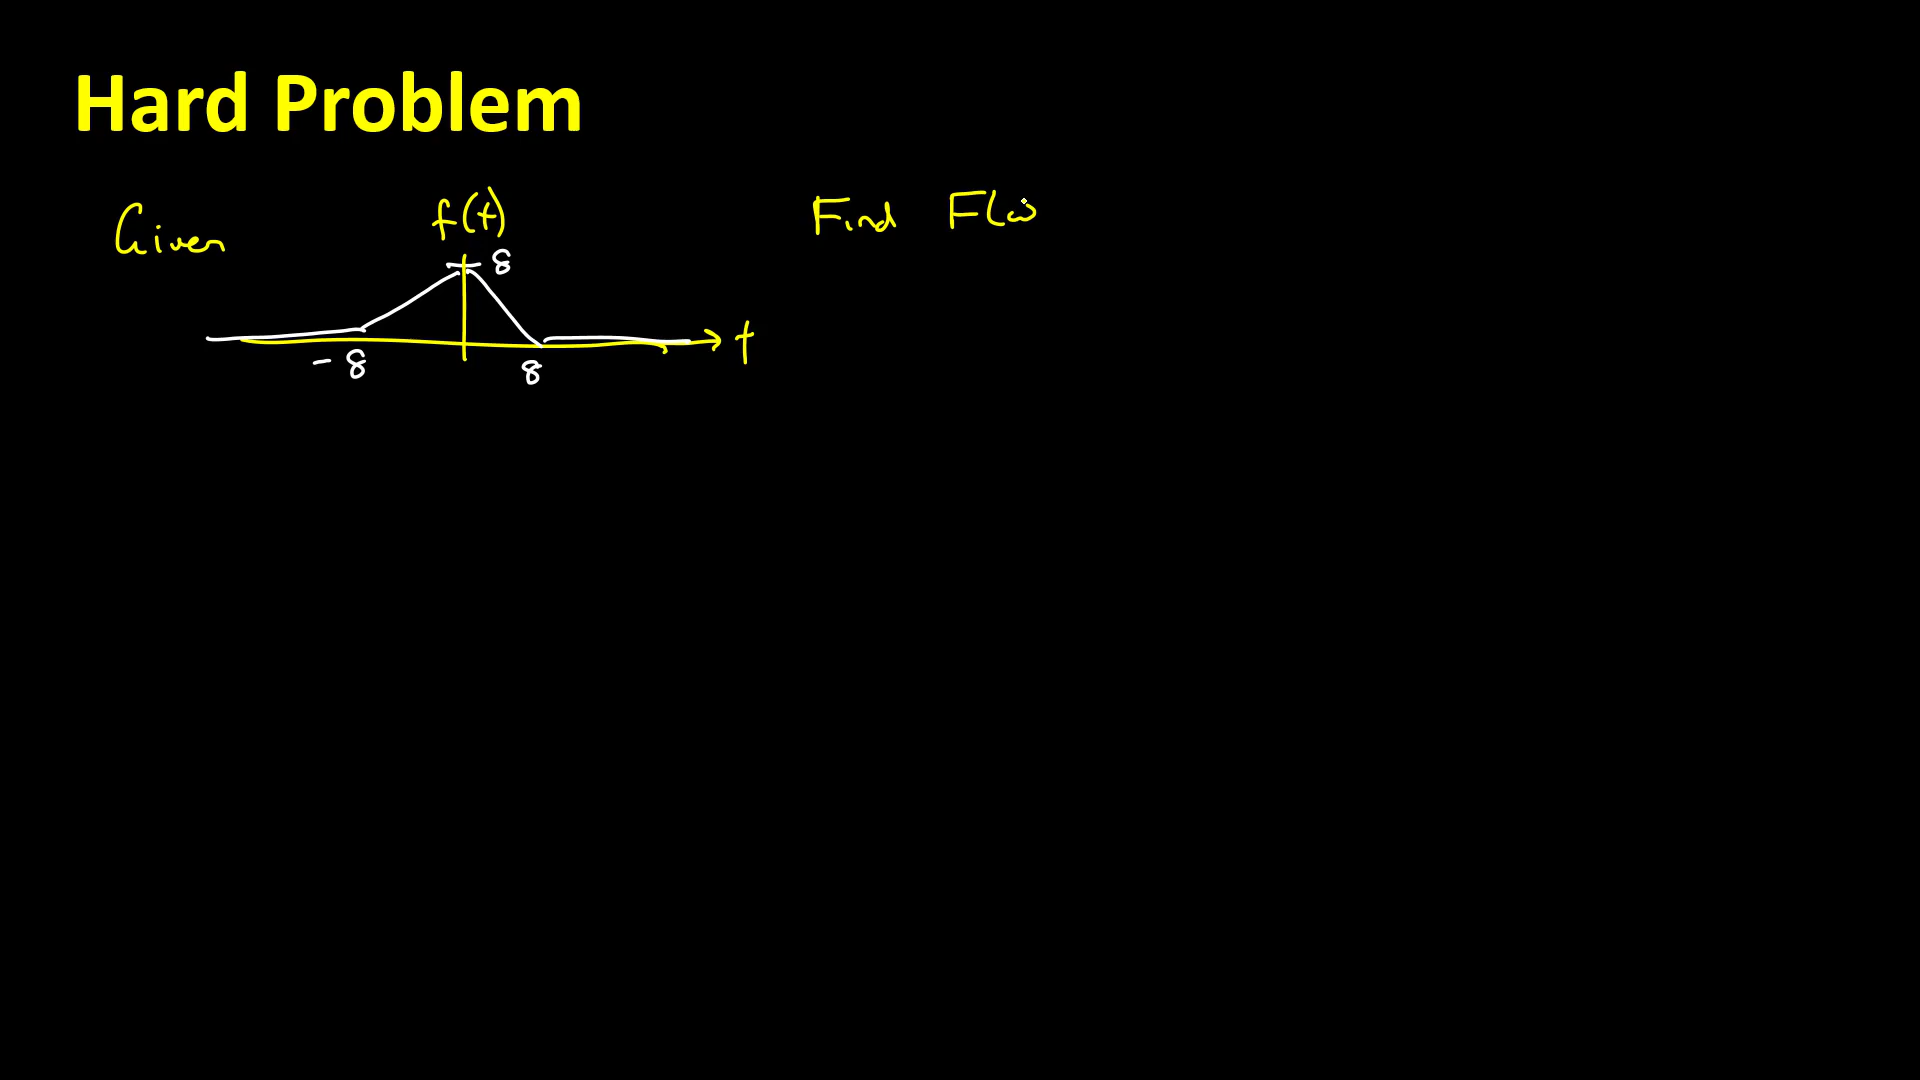 Hard Problem
Given f(t) Find F(ω
8
-8 8 t